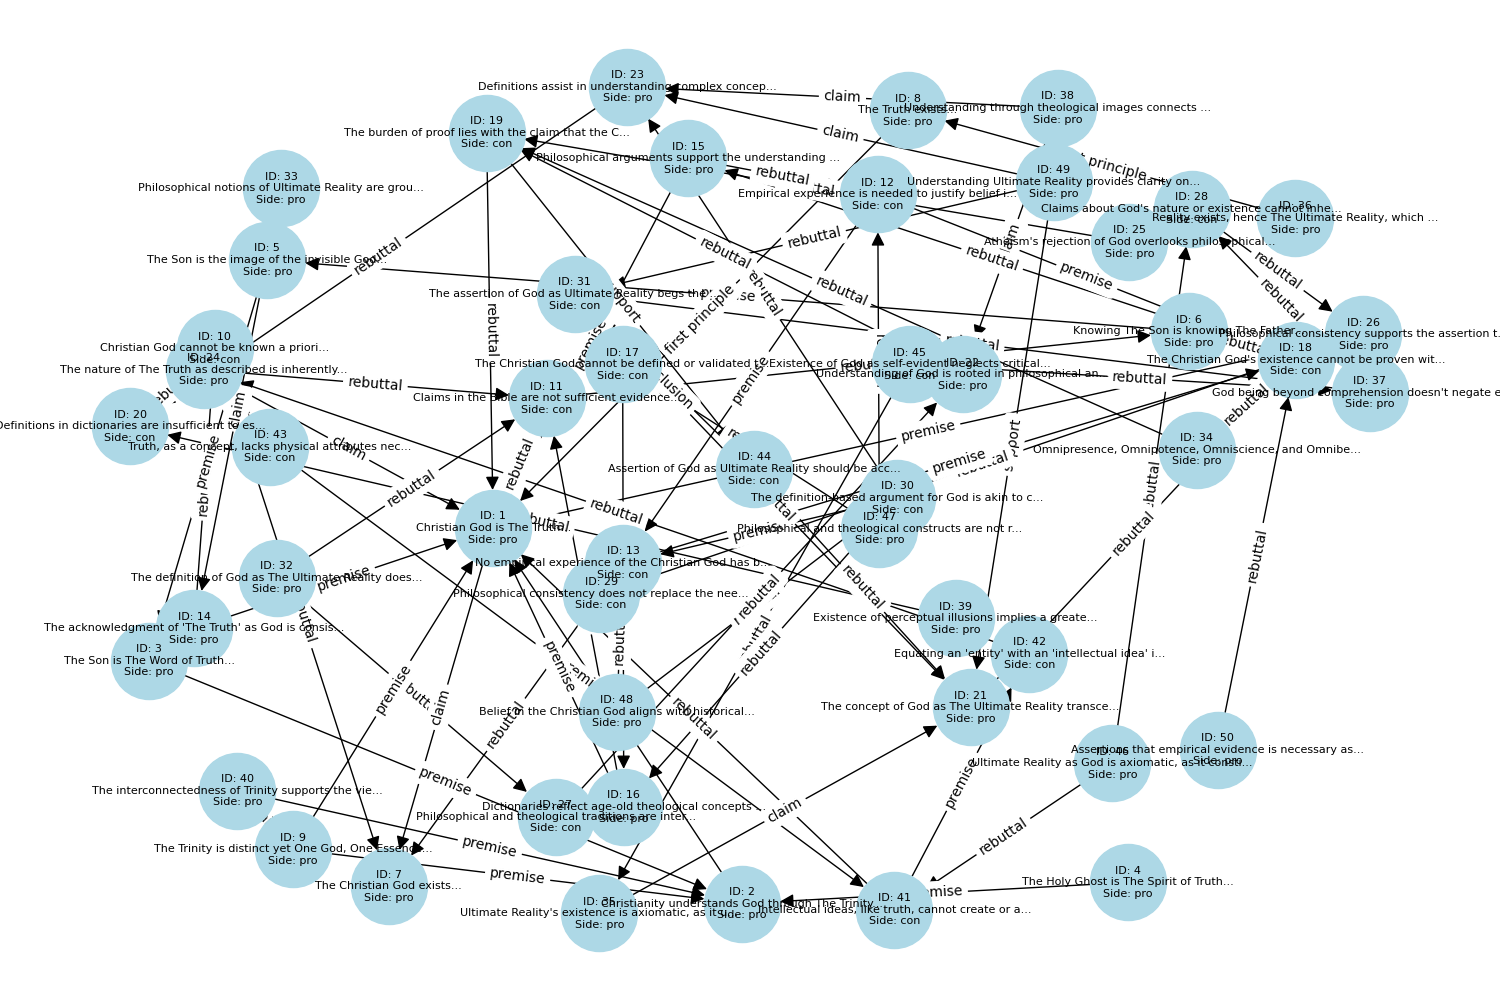 ID: 23
Definitions assist in understanding complex concep...
Side: pro
ID: 8
The Truth exists
Side: pro
ID: 38
Understanding through theological images connects ...
Side: pro
ID: 19
The burden of proof lies with the claim that the C...
Side: con
ID: 15
Philosophical arguments support the understanding ...
Side: pro
ID: 12
Empirical experience is needed to justify belief i...
Side: con
ID: 49
Understanding Ultimate Reality provides clarity on...
Side: pro
ID: 33
Philosophical notions of Ultimate Reality are grou...
Side: pro
ID: 28
Claims about God's nature or existence cannot inhe...
Side: con
ID: 36
Reality exists, hence The Ultimate Reality, which ...
Side: pro
ID: 25
Atheism's rejection of God overlooks philosophical...
Side: pro
ID: 5
The Son is the image of the invisible God...
Side: pro
ID: 31
The assertion of God as Ultimate Reality begs the
Side: con
ID: 6
Knowing The Son is knowing The Father
Side: pro
ID: 26
Philosophical consistency supports the assertion t...
Side: pro
ID: 10
Christian God cannot be known a priori...
Side: con
ID: 24
The nature of The Truth as described is inherently...
Side: pro
ID: 17
The Christian God cannot be defined or validated
Side: con
ID: 45
Existence of God as self-evident neglects critical...
Side: con
ID: 22
Understanding of God is rooted in philosophical an...
Side: pro
ID: 18
The Christian God's existence cannot be proven wit...
Side: con
ID: 37
God being beyond comprehension doesn't negate e
Side: pro
ID: 11
Claims in the Bible are not sufficient evidence...
Side: con
ID: 20
Definitions in dictionaries are insufficient to es...
Side: con
ID: 43
Truth, as a concept, lacks physical attributes nec...
Side: con
ID: 34
Omnipresence, Omnipotence, Omniscience, and Omnibe...
Side: pro
ID: 44
Assertion of God as Ultimate Reality should be acc...
Side: con
ID: 30
The definition-based argument for God is akin to c...
Side: con
ID: 1
Christian God is The Truth
Side: pro
ID: 47
Philosophical and theological constructs are not r...
Side: pro
ID: 13
No empirical experience of the Christian God has b...
Side: con
ID: 32
The definition of God as The Ultimate Reality does...
Side: pro
ID: 29
Philosophical consistency does not replace the nee...
Side: con
ID: 14
The acknowledgment of 'The Truth' as God is consis...
Side: pro
ID: 39
Existence of perceptual illusions implies a greate...
Side: pro
ID: 42
Equating an 'entity' with an 'intellectual idea' i...
Side: con
ID: 3
The Son is The Word of Truth...
Side: pro
ID: 21
The concept of God as The Ultimate Reality transce...
Side: pro
ID: 48
Belief in the Christian God aligns with historical...
Side: pro
ID: 50
Assertions that empirical evidence is necessary as...
Side: pro
ID: 46
Ultimate Reality as God is axiomatic, as it consti...
Side: pro
ID: 40
The interconnectedness of Trinity supports the vie...
Side: pro
ID: 16
Dictionaries reflect age-old theological concepts ...
Side: pro
ID: 27
Philosophical and theological traditions are inter...
Side: con
ID: 9
The Trinity is distinct yet One God, One Essence...
Side: pro
ID: 7
The Christian God exists...
Side: pro
ID: 4
The Holy Ghost is The Spirit of Truth...
Side: pro
ID: 2
Christianity understands God through The Trinity
Side: pro
ID: 35
Ultimate Reality's existence is axiomatic, as it
Side: pro
ID: 41
Intellectual ideas, like truth, cannot create or a...
Side: con
claim
claim
principle
rebuttal
rebuttal
rebuttal
rebuttal
premise
rebuttal
rebuttal
rebuttal
rebuttal
rebuttal
first principle
premise
rebuttal
rebuttal
rebuttal
claim
claim
premise
premise
premise
rebuttal
rebuttal
rebuttal
premise
premise
rebuttal
rebuttal
rebuttal
rebuttal
rebuttal
premise
claim
premise
rebuttal
rebuttal
premise
premise
claim
rebuttal
premise
premise